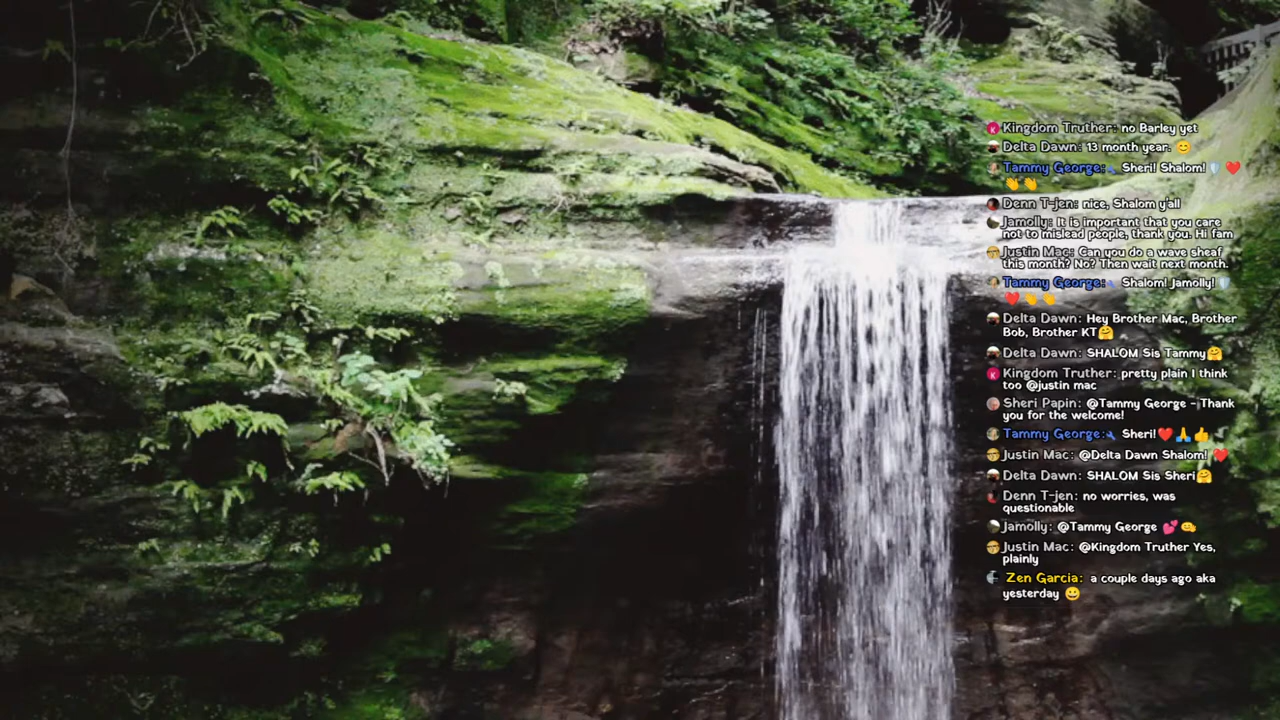 Kingdom Truther: no Barley yet
Delta Dawn: 13 month year. 😊
Tammy George: Sheri! Shalom! 🛡️ ❤️
👏👏
Denn T-jen: nice, Shalom y'all
Jamolly: It is important that you care
not to mislead people, thank you. Hi fam
Justin Mac: Can you do a wave sheaf
this month? No? Then wait next month.
Tammy George: Shalom! Jamolly! 🛡️
❤️👏👏
Delta Dawn: Hey Brother Mac, Brother
Bob, Brother KT🤗
Delta Dawn: SHALOM Sis Tammy🤗
Kingdom Truther: pretty plain I think
too @justin mac
Sheri Papin: @Tammy George - Thank
you for the welcome!
Tammy George: Sheri!❤️🙏👍
Justin Mac: @Delta Dawn Shalom! ❤️
Delta Dawn: SHALOM Sis Sheri🤗
Denn T-jen: no worries, was
questionable
Jamolly: @Tammy George 💕🫂
Justin Mac: @Kingdom Truther Yes,
plainly
Zen Garcia: a couple days ago aka
yesterday 😀